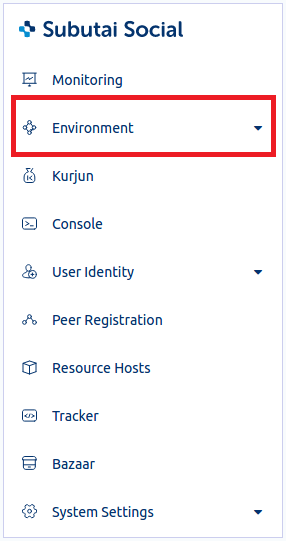 Subutai Social
Monitoring
Environment
Kurjun
Console
User Identity
Peer Registration
Resource Hosts
Tracker
Bazaar
System Settings